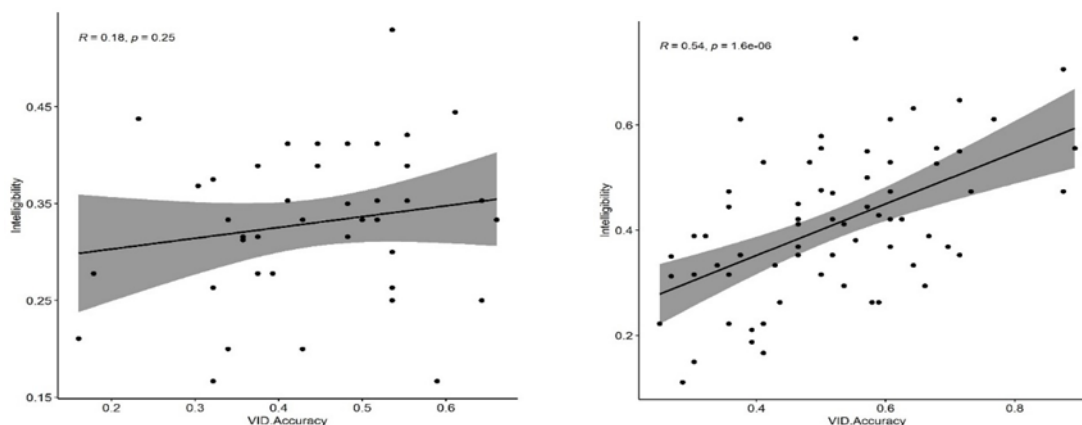 R = 0.18, p = 0.25
Intelligibility
0.45
0.35
0.25
0.15
0.2 0.3 0.4 0.5 0.6
VID.Accuracy
R = 0.54, p = 1.6e-06
Intelligibility
0.6
0.4
0.2
0.4 0.6 0.8
VID.Accuracy